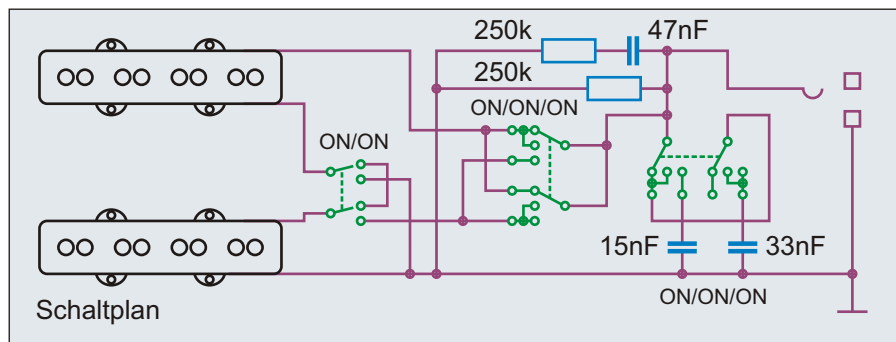 250k
47nF
250k
ON/ON/ON
ON/ON
15nF
33nF
ON/ON/ON
Schaltplan